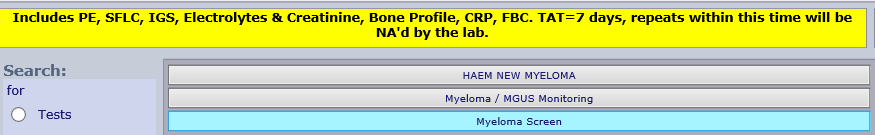 Includes PE, SFLC, IGS, Electrolytes & Creatinine, Bone Profile, CRP, FBC. TAT=7 days, repeats within this time will be
NA'd by the lab.
Search:
for
Tests
HAEM NEW MYELOMA
Myeloma / MGUS Monitoring
Myeloma Screen